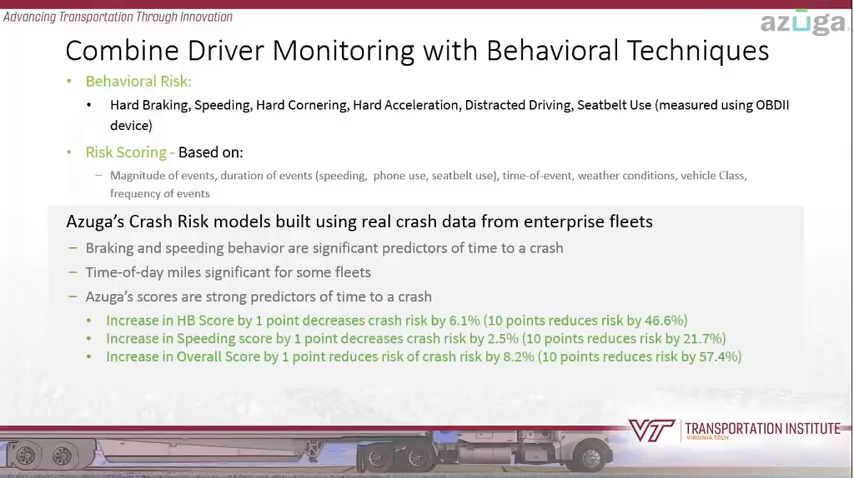 Advancing Transportation Through Innovation
azuga
Combine Driver Monitoring with Behavioral Techniques
• Behavioral Risk:
• Hard Braking, Speeding, Hard Cornering, Hard Acceleration, Distracted Driving, Seatbelt Use (measured using OBDII
device)
• Risk Scoring - Based on:
– Magnitude of events, duration of events (speeding, phone use, seatbelt use), time-of-event, weather conditions, vehicle Class,
frequency of events
Azuga's Crash Risk models built using real crash data from enterprise fleets
– Braking and speeding behavior are significant predictors of time to a crash
– Time-of-day miles significant for some fleets
– Azuga's scores are strong predictors of time to a crash
• Increase in HB Score by 1 point decreases crash risk by 6.1% (10 points reduces risk by 46.6%)
• Increase in Speeding score by 1 point decreases crash risk by 2.5% (10 points reduces risk by 21.7%)
• Increase in Overall Score by 1 point reduces risk of crash risk by 8.2% (10 points reduces risk by 57.4%)
VT TRANSPORTATION INSTITUTE
VIRGINIA TECH